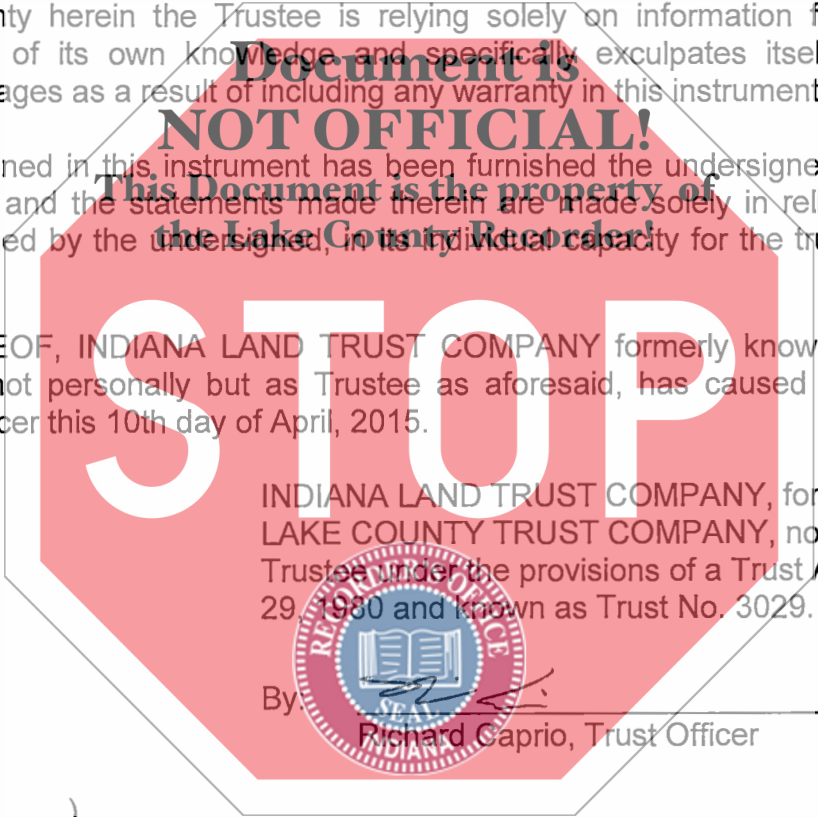 nty herein the Trustee is relying solely on information f
of its own knowledge and specifically exculpates itsel
Document is
ages as a result of including any warranty in this instrument
NOT OFFICIAL!
ned in this instrument has been furnished the undersigne
This Document is the property of
and the statements made therein are made solely in reli
ed by the undersigned, in its individual capacity for the tru
the Lake County Recorder!
EOF, INDIANA LAND TRUST COMPANY formerly know
not personally but as Trustee as aforesaid, has caused
cer this 10th day of April, 2015.
STOP
INDIANA LAND TRUST COMPANY, for
LAKE COUNTY TRUST COMPANY, no
Trustee under the provisions of a Trust A
29, 1980 and known as Trust No. 3029.
RECORDER'S OFFICE
SEAL
INDIANA
By:
Richard Caprio, Trust Officer
)